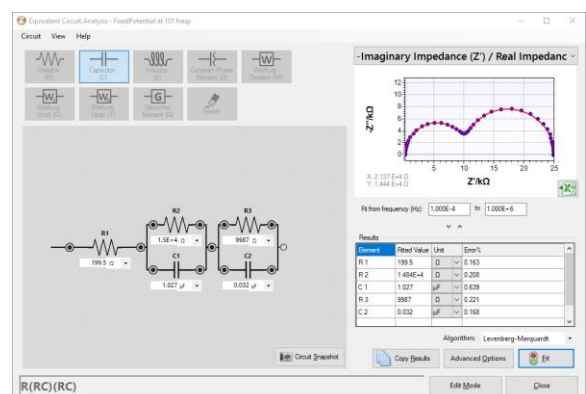 Equivalent Circuit Analysis - FixedPotential at 101 freqs
Circuit View Help
Resistor (R)
Capacitor (C)
Inductor (L)
Constant Phase Element (Q)
W
Warburg Element (W)
Warburg Short (O)
Warburg Open (T)
G
Gerischer Element (G)
Eraser
-Imaginary Impedance (Z') / Real Impedanc
-Z''/kΩ
12
10
8
6
4
2
0
5 10 15 20 25
Z'/kΩ
X: 2.137 E+4 Ω
Y: 1.444 E+4 Ω
Fit from frequency (Hz): 1.000E-4 to 1.000E+6
R1
199.5 Ω
R2
1.5E+4 Ω
C1
1.027 μF
R3
9987 Ω
C2
0.032 μF
Results
Element Fitted Value Unit Error%
R 1 199.5 Ω 0.163
R 2 1.484E+4 Ω 0.208
C 1 1.027 μF 0.639
R 3 9987 Ω 0.221
C 2 0.032 μF 0.168
Algorithm: Levenberg-Marquardt
Circuit Snapshot
Copy Results
Advanced Options
Fit
R(RC)(RC)
Edit Mode
Close